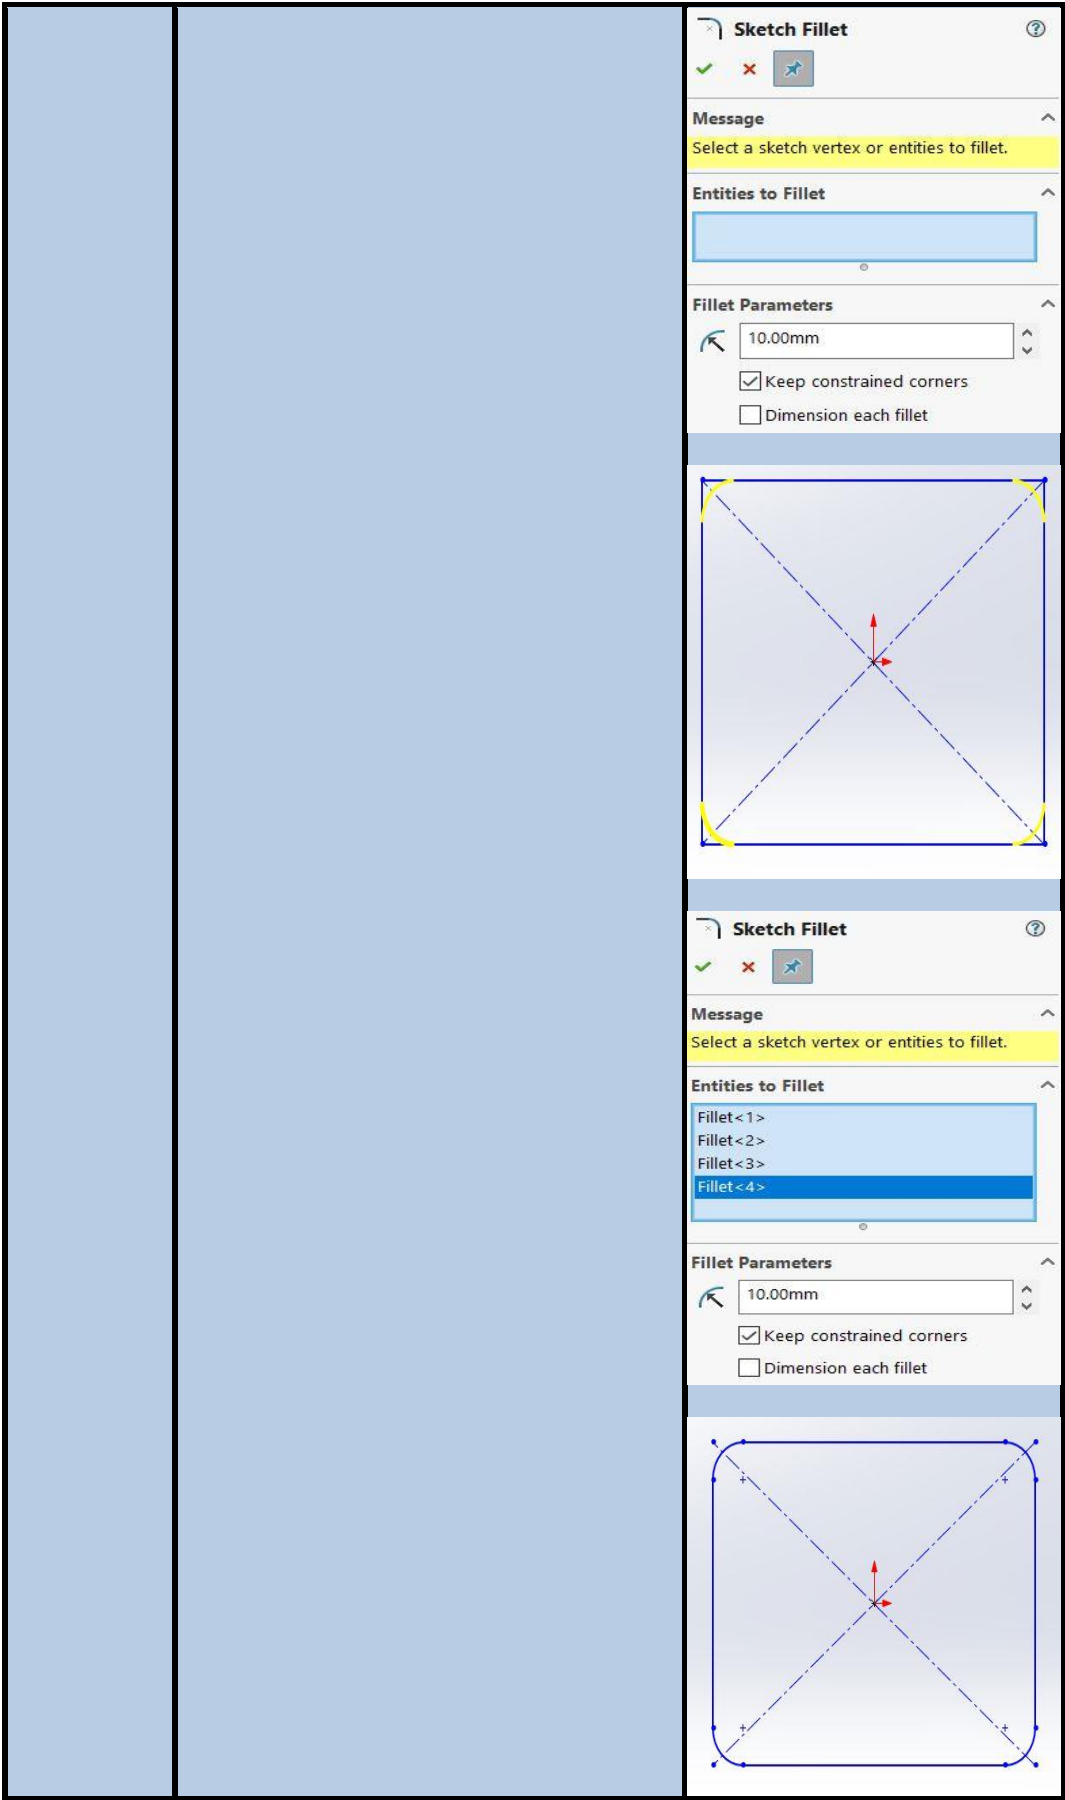 Sketch Fillet
Message
Select a sketch vertex or entities to fillet.
Entities to Fillet
Fillet Parameters
10.00mm
Keep constrained corners
Dimension each fillet
Sketch Fillet
Message
Select a sketch vertex or entities to fillet.
Entities to Fillet
Fillet<1>
Fillet<2>
Fillet<3>
Fillet<4>
Fillet Parameters
10.00mm
Keep constrained corners
Dimension each fillet